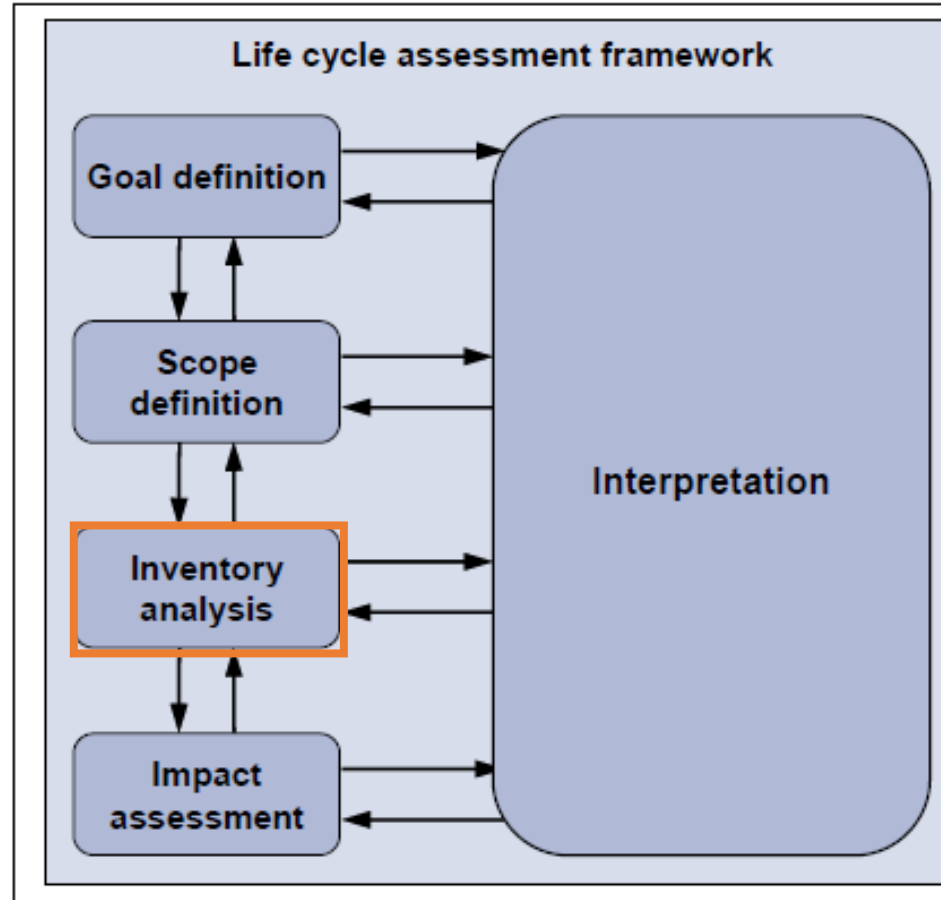 Life cycle assessment framework
Goal definition
Scope
definition
Inventory
analysis
Impact
assessment
Interpretation